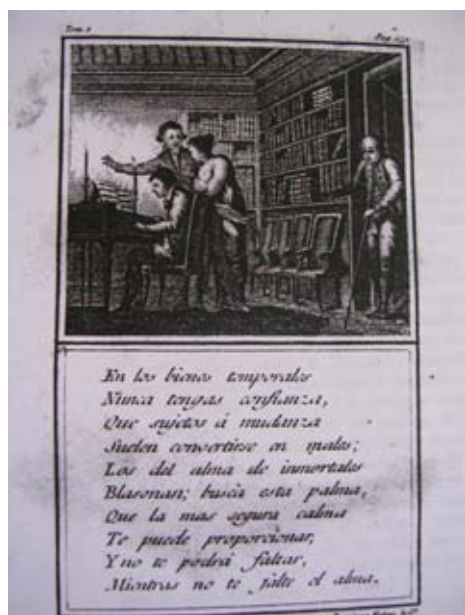 En los bienes temporales
Nunca tengas confianza,
Que sujetos á mudanza
Suelen convertirse en males;
Los del alma de inmortales
Blasonan; busca esta palma,
Que la mas segura calma
Te puede proporcionar,
Y no te podrá faltar,
Mientras no te falte el alma.